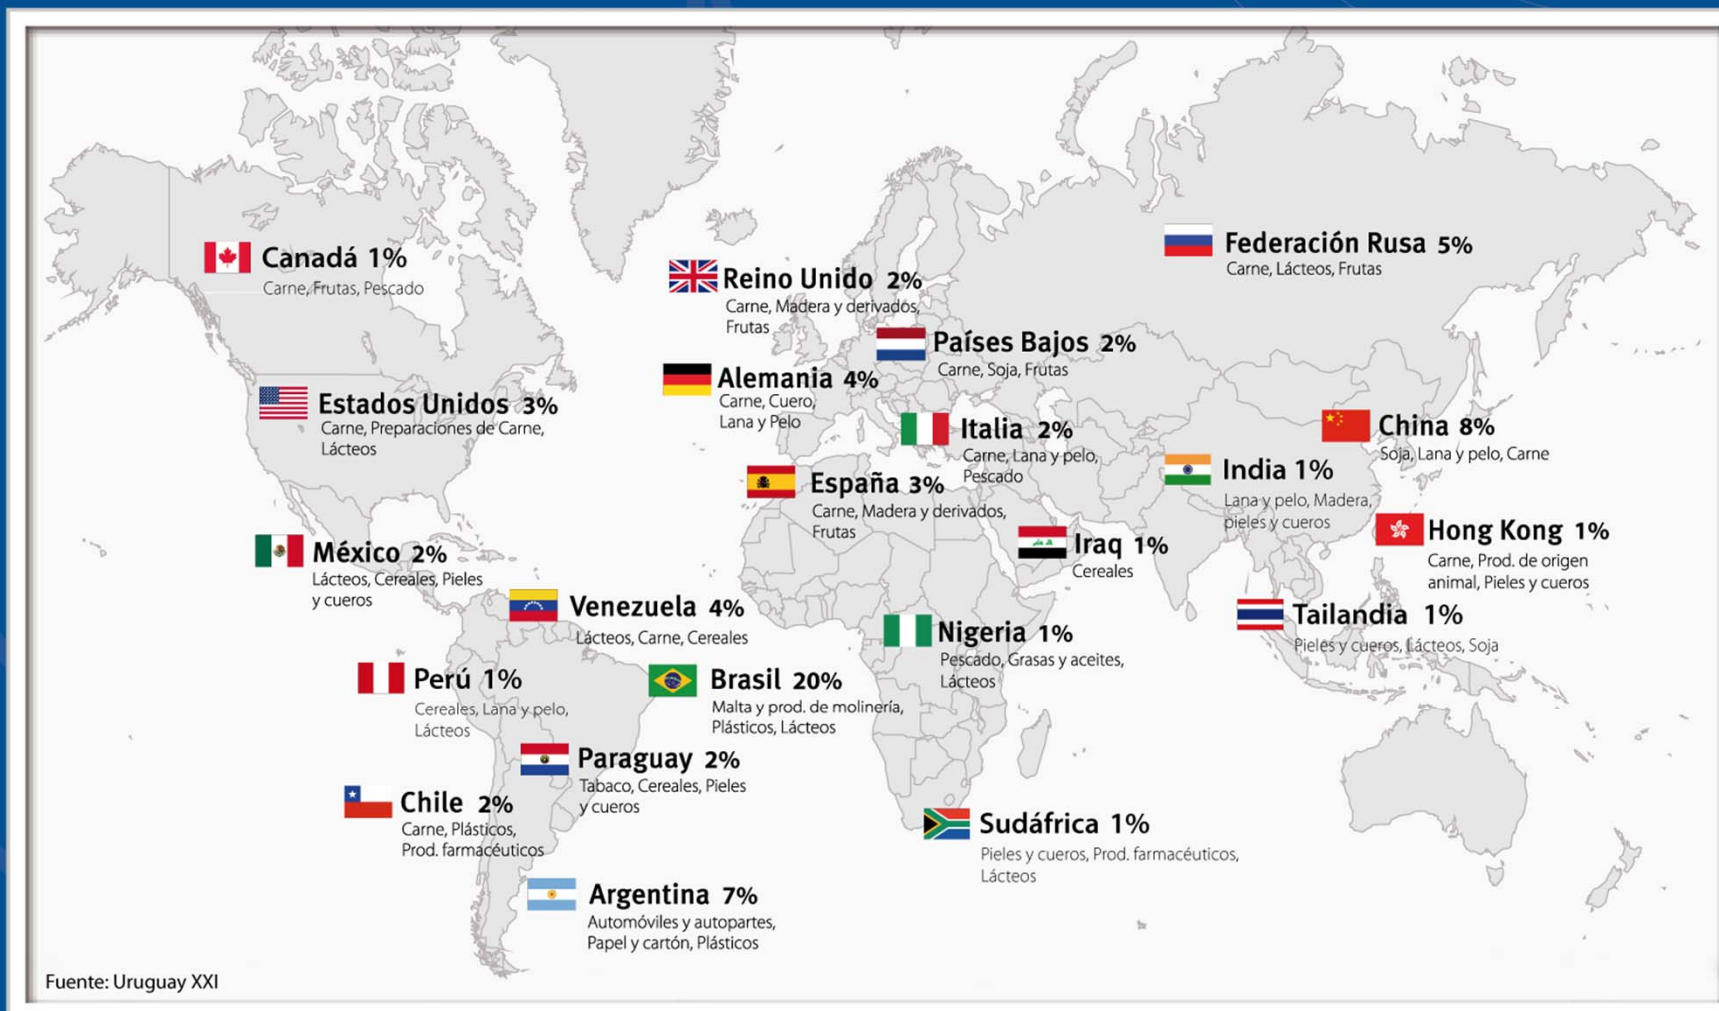 Canadá 1%
Carne, Frutas, Pescado
Estados Unidos 3%
Carne, Preparaciones de Carne,
Lácteos
México 2%
Lácteos, Cereales, Pieles
y cueros
Venezuela 4%
Lácteos, Carne, Cereales
Perú 1%
Cereales, Lana y pelo,
Lácteos
Brasil 20%
Malta y prod. de molinería,
Plásticos, Lácteos
Paraguay 2%
Tabaco, Cereales, Pieles
y cueros
Chile 2%
Carne, Plásticos,
Prod. farmacéuticos
Argentina 7%
Automóviles y autopartes,
Papel y cartón, Plásticos
Reino Unido 2%
Carne, Madera y derivados,
Frutas
Países Bajos 2%
Carne, Soja, Frutas
Alemania 4%
Carne, Cuero,
Lana y Pelo
Italia 2%
Carne, Lana y pelo,
Pescado
España 3%
Carne, Madera y derivados,
Frutas
Iraq 1%
Cereales
Nigeria 1%
Pescado, Grasas y aceites,
Lácteos
Sudáfrica 1%
Pieles y cueros, Prod. farmacéuticos,
Lácteos
Federación Rusa 5%
Carne, Lácteos, Frutas
China 8%
Soja, Lana y pelo, Carne
India 1%
Lana y pelo, Madera,
pieles y cueros
Hong Kong 1%
Carne, Prod. de origen
animal, Pieles y cueros
Tailandia 1%
Pieles y cueros, Lácteos, Soja
Fuente: Uruguay XXI